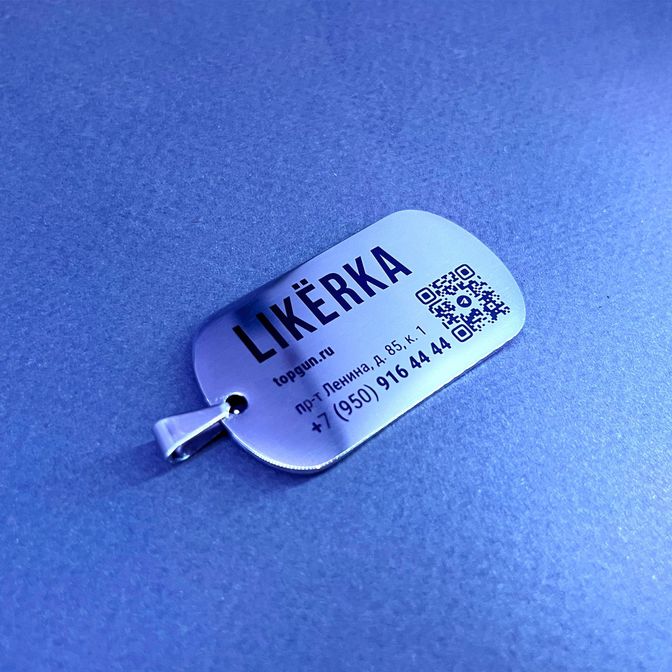 LIKËRKA
topgun.ru
пр-т Ленина, д. 85, к. 1
+7 (950) 916 44 44